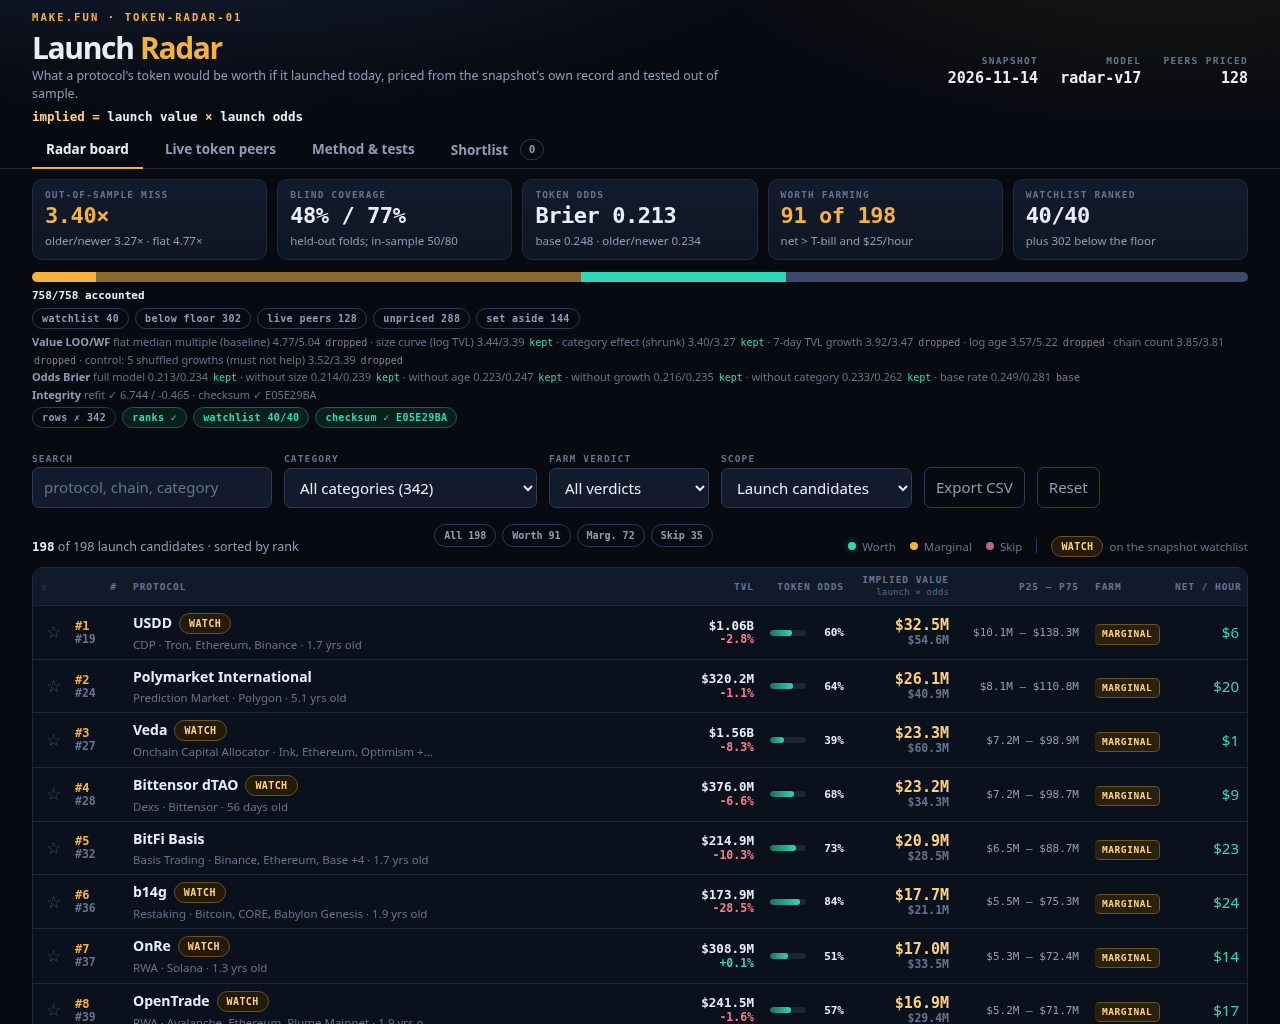 MAKE.FUN · TOKEN-RADAR-01
Launch Radar
What a protocol's token would be worth if it launched today, priced from the snapshot's own record and tested out of
sample.
implied = launch value × launch odds
SNAPSHOT
2026-11-14
MODEL
radar-v17
PEERS PRICED
128
Radar board
Live token peers
Method & tests
Shortlist 0
OUT-OF-SAMPLE MISS
3.40×
older/newer 3.27× · flat 4.77×
BLIND COVERAGE
48% / 77%
held-out folds; in-sample 50/80
TOKEN ODDS
Brier 0.213
base 0.248 · older/newer 0.234
WORTH FARMING
91 of 198
net > T-bill and $25/hour
WATCHLIST RANKED
40/40
plus 302 below the floor
758/758 accounted
watchlist 40
below floor 302
live peers 128
unpriced 288
set aside 144
Value LOO/WF flat median multiple (baseline) 4.77/5.04 dropped · size curve (log TVL) 3.44/3.39 kept · category effect (shrunk) 3.40/3.27 kept · 7-day TVL growth 3.92/3.47 dropped · log age 3.57/5.22 dropped · chain count 3.85/3.81
dropped · control: 5 shuffled growths (must not help) 3.52/3.39 dropped
Odds Brier full model 0.213/0.234 kept · without size 0.214/0.239 kept · without age 0.223/0.247 kept · without growth 0.216/0.235 kept · without category 0.233/0.262 kept · base rate 0.249/0.281 base
Integrity refit ✓ 6.744 / -0.465 · checksum ✓ E05E29BA
rows ✗ 342
ranks ✓
watchlist 40/40
checksum ✓ E05E29BA
SEARCH
protocol, chain, category
CATEGORY
All categories (342)
FARM VERDICT
All verdicts
SCOPE
Launch candidates
Export CSV
Reset
198 of 198 launch candidates · sorted by rank
All 198
Worth 91
Marg. 72
Skip 35
Worth
Marginal
Skip
WATCH on the snapshot watchlist
☆ # PROTOCOL TVL TOKEN ODDS IMPLIED VALUE P25 — P75 FARM NET / HOUR
launch × odds
☆ #1 USDD WATCH $1.06B 60% $32.5M $10.1M — $138.3M MARGINAL $6
#19 CDP · Tron, Ethereum, Binance · 1.7 yrs old -2.8% $54.6M
☆ #2 Polymarket International $320.2M 64% $26.1M $8.1M — $110.8M MARGINAL $20
#24 Prediction Market · Polygon · 5.1 yrs old -1.1% $40.9M
☆ #3 Veda WATCH $1.56B 39% $23.3M $7.2M — $98.9M MARGINAL $1
#27 Onchain Capital Allocator · Ink, Ethereum, Optimism +... -8.3% $60.3M
☆ #4 Bittensor dTAO WATCH $376.0M 68% $23.2M $7.2M — $98.7M MARGINAL $9
#28 Dexs · Bittensor · 56 days old -6.6% $34.3M
☆ #5 BitFi Basis $214.9M 73% $20.9M $6.5M — $88.7M MARGINAL $23
#32 Basis Trading · Binance, Ethereum, Base +4 · 1.7 yrs old -10.3% $28.5M
☆ #6 b14g WATCH $173.9M 84% $17.7M $5.5M — $75.3M MARGINAL $24
#36 Restaking · Bitcoin, CORE, Babylon Genesis · 1.9 yrs old -28.5% $21.1M
☆ #7 OnRe WATCH $308.9M 51% $17.0M $5.3M — $72.4M MARGINAL $14
#37 RWA · Solana · 1.3 yrs old +0.1% $33.5M
☆ #8 OpenTrade WATCH $241.5M 57% $16.9M $5.2M — $71.7M MARGINAL $17
#39 RWA · Avalanche, Ethereum, Plume Mainnet · 1.9 yrs o... -1.6% $29.4M